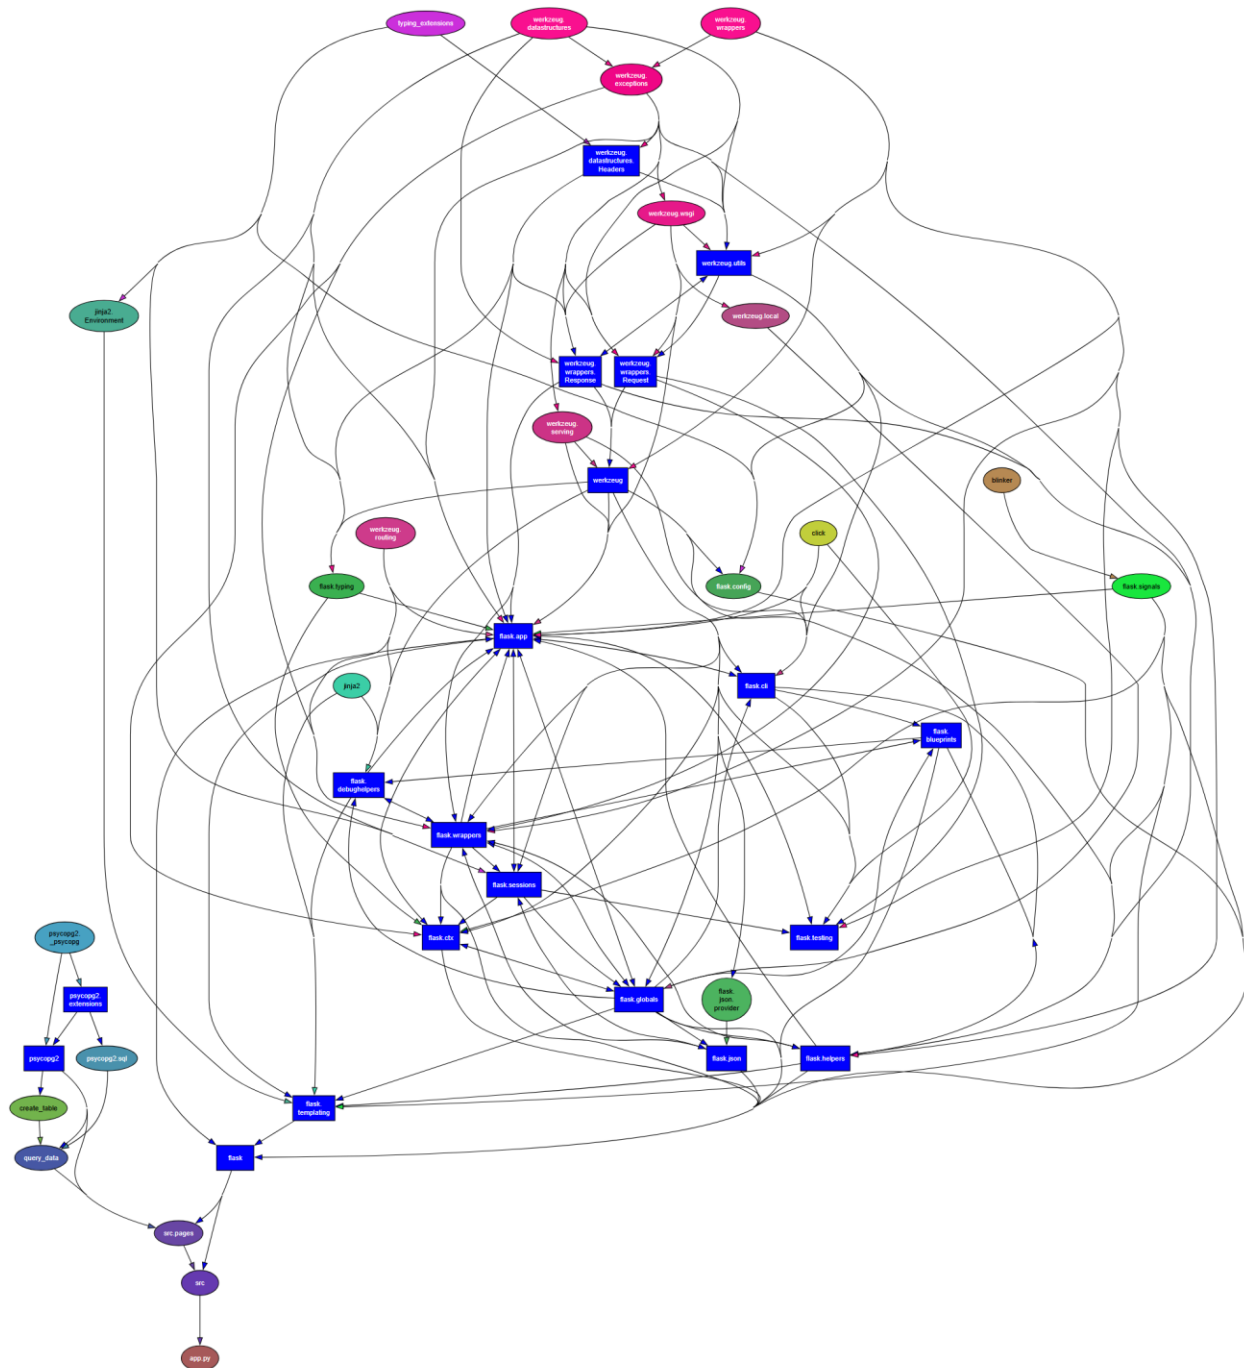 typing_extensions
werkzeug.
datastructures
werkzeug.
wrappers
werkzeug.
exceptions
werkzeug.
datastructures.
Headers
werkzeug.wsgi
werkzeug.utils
jinja2.
Environment
werkzeug.local
werkzeug.
wrappers.
Response
werkzeug.
wrappers.
Request
werkzeug.
serving
werkzeug
blinker
werkzeug.
routing
click
flask.typing
flask.config
flask.signals
flask.app
jinja2
flask.cli
flask.
blueprints
flask.
debughelpers
flask.wrappers
flask.sessions
psycopg2.
_psycopg
flask.ctx
flask.testing
psycopg2.
extensions
flask.globals
flask.
json.
provider
psycopg2
psycopg2.sql
flask.json
flask.helpers
create_table
flask.
templating
query_data
flask
src.pages
src
app.py